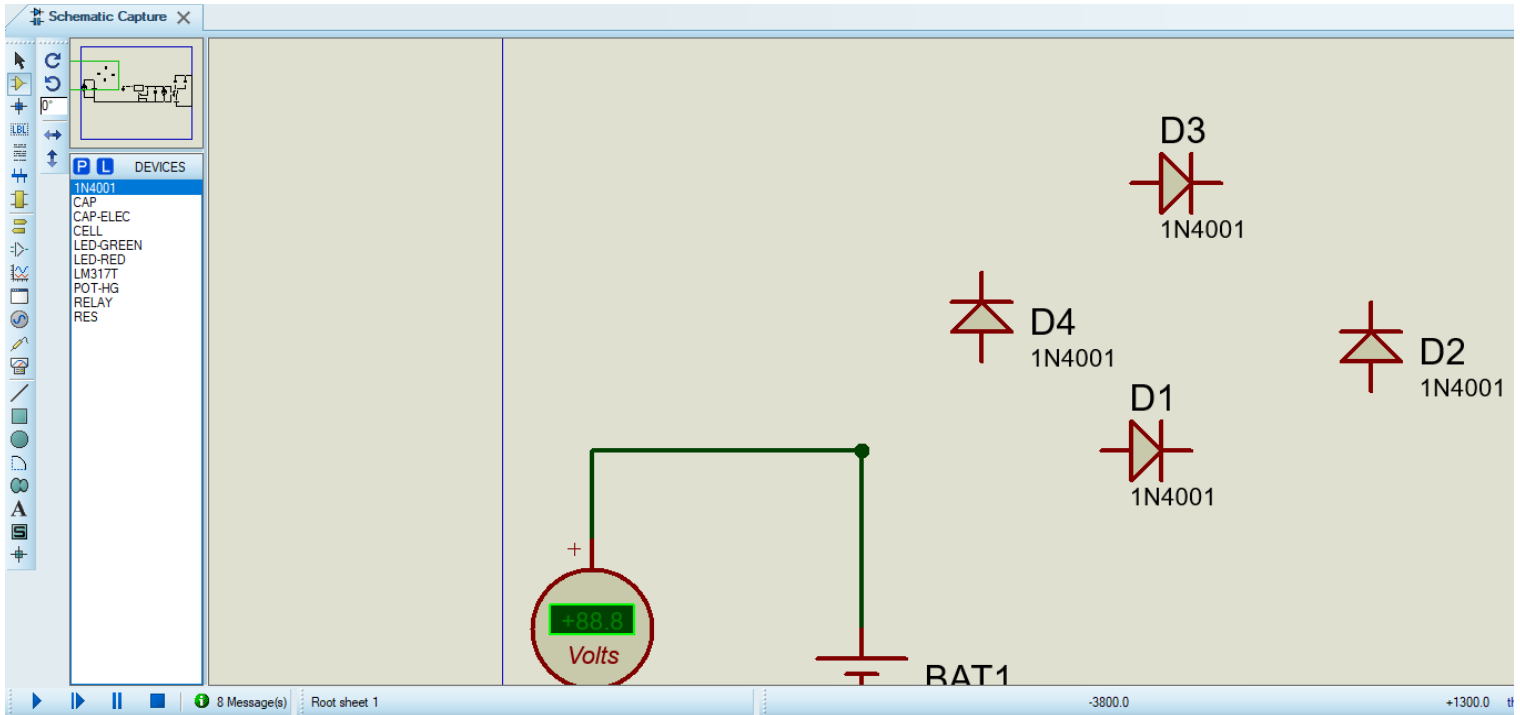 Schematic Capture
0°
LBL
P L DEVICES
1N4001
CAP
CAP-ELEC
CELL
LED-GREEN
LED-RED
LM317T
POT-HG
RELAY
RES
A
S
D3
1N4001
D4
1N4001
D2
1N4001
D1
1N4001
+
+88.8
Volts
BAT1
8 Message(s)
Root sheet 1
-3800.0
+1300.0
th